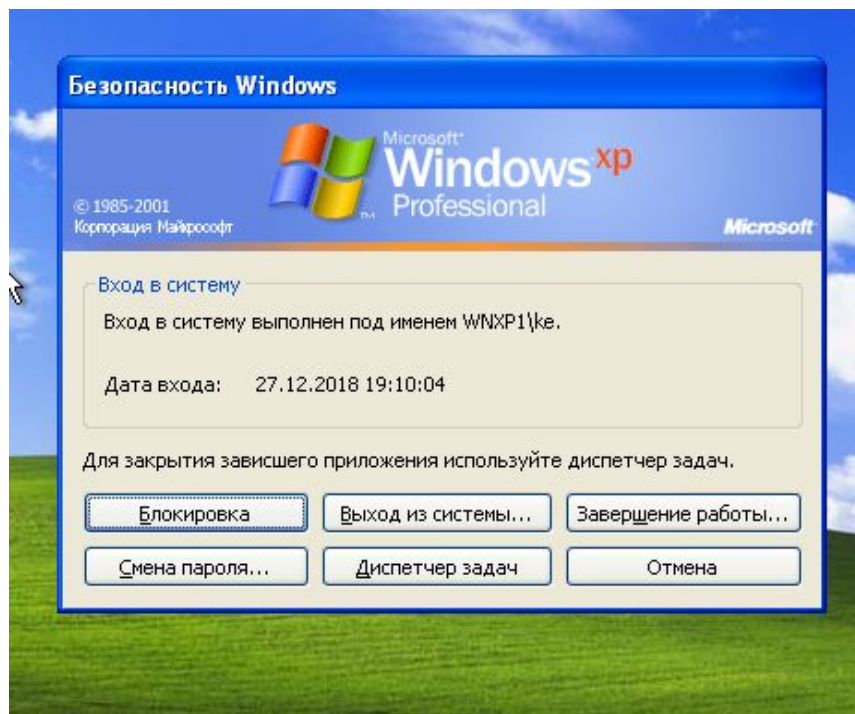 Безопасность Windows
Microsoft®
Windows xp
Professional
TM
© 1985-2001
Корпорация Майкрософт
Microsoft
Вход в систему
Вход в систему выполнен под именем WNXP1\ke.
Дата входа: 27.12.2018 19:10:04
Для закрытия зависшего приложения используйте диспетчер задач.
Блокировка Выход из системы... Завершение работы...
Смена пароля... Диспетчер задач Отмена